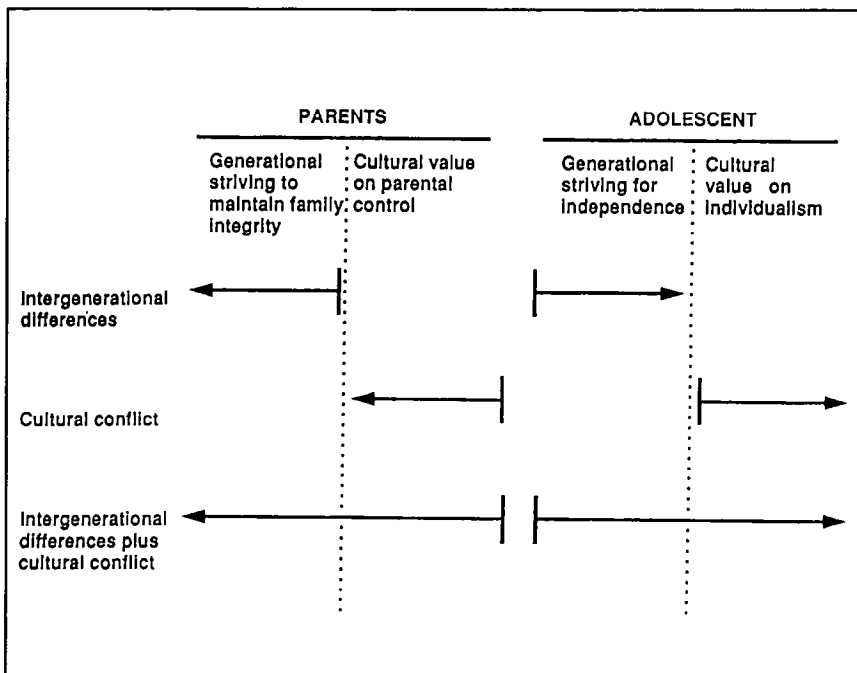 PARENTS
ADOLESCENT
Generational
striving to
maintain family
integrity
Cultural value
on parental
control
Generational
striving for
independence
Cultural
value on
individualism
Intergenerational
differences
Cultural conflict
Intergenerational
differences plus
cultural conflict